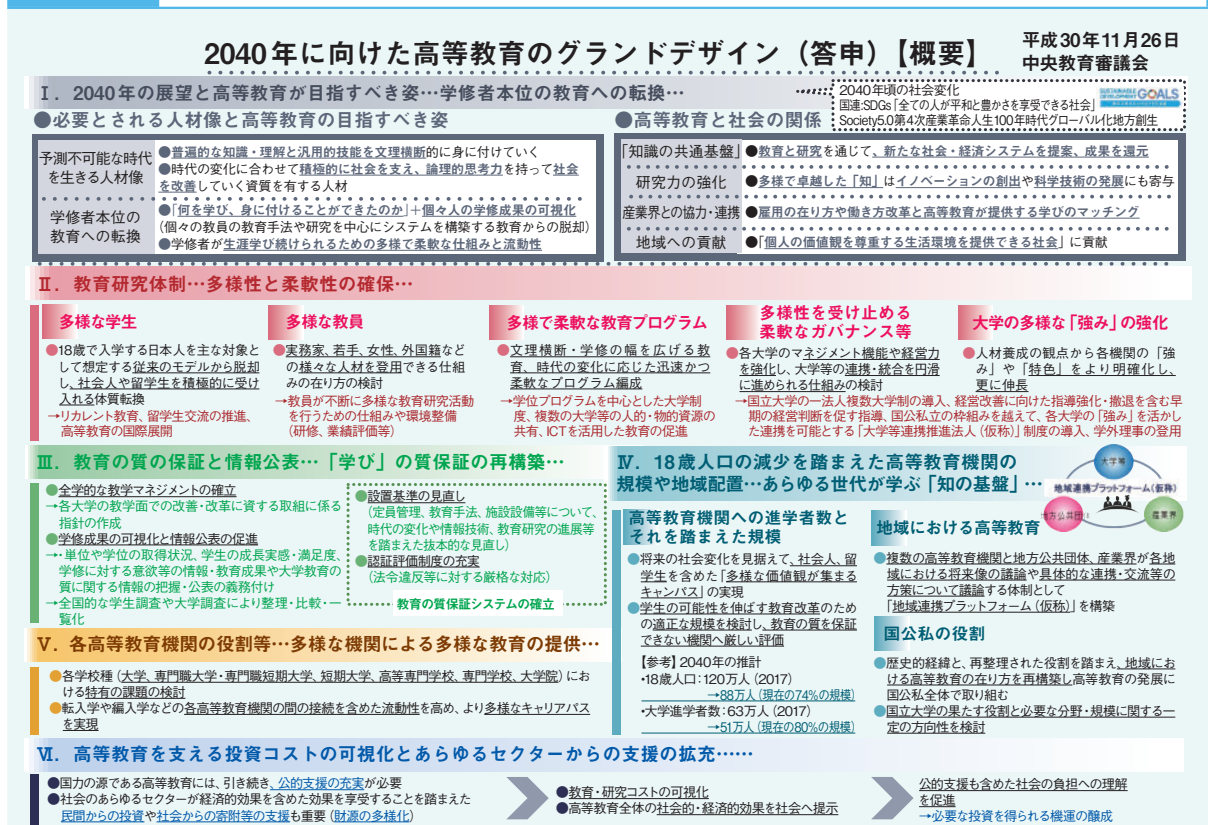 2040年に向けた高等教育のグランドデザイン（答申）【概要】
平成30年11月26日
中央教育審議会
Ⅰ．2040年の展望と高等教育が目指すべき姿…学修者本位の教育への転換…
2040年頃の社会変化
国連:SDGs「全ての人が平和と豊かさを享受できる社会」
Society5.0第4次産業革命人生100年時代グローバル化地方創生
SUSTAINABLE DEVELOPMENT GOALS
●必要とされる人材像と高等教育の目指すべき姿
予測不可能な時代
を生きる人材像
●普遍的な知識・理解と汎用的技能を文理横断的に身に付けていく
●時代の変化に合わせて積極的に社会を支え、論理的思考力を持って社会
を改善していく資質を有する人材
学修者本位の
教育への転換
●「何を学び、身に付けることができたのか」＋個々人の学修成果の可視化
（個々の教員の教育手法や研究を中心にシステムを構築する教育からの脱却）
●学修者が生涯学び続けられるための多様で柔軟な仕組みと流動性
●高等教育と社会の関係
「知識の共通基盤」
●教育と研究を通じて、新たな社会・経済システムを提案、成果を還元
研究力の強化
●多様で卓越した「知」はイノベーションの創出や科学技術の発展にも寄与
産業界との協力・連携
●雇用の在り方や働き方改革と高等教育が提供する学びのマッチング
地域への貢献
●「個人の価値観を尊重する生活環境を提供できる社会」に貢献
Ⅱ．教育研究体制…多様性と柔軟性の確保…
多様な学生
●18歳で入学する日本人を主な対象と
して想定する従来のモデルから脱却
し、社会人や留学生を積極的に受け
入れる体質転換
→リカレント教育、留学生交流の推進、
高等教育の国際展開
多様な教員
●実務家、若手、女性、外国籍など
の様々な人材を登用できる仕組
みの在り方の検討
→教員が不断に多様な教育研究活動
を行うための仕組みや環境整備
（研修、業績評価等）
多様で柔軟な教育プログラム
●文理横断・学修の幅を広げる教
育、時代の変化に応じた迅速かつ
柔軟なプログラム編成
→学位プログラムを中心とした大学制
度、複数の大学等の人的・物的資源の
共有、ICTを活用した教育の促進
多様性を受け止める
柔軟なガバナンス等
●各大学のマネジメント機能や経営力
を強化し、大学等の連携・統合を円滑
に進められる仕組みの検討
大学の多様な「強み」の強化
●人材養成の観点から各機関の「強
み」や「特色」をより明確化し、
更に伸長
→国立大学の一法人複数大学制の導入、経営改善に向けた指導強化・撤退を含む早
期の経営判断を促す指導、国公私立の枠組みを越えて、各大学の「強み」を活かし
た連携を可能とする「大学等連携推進法人（仮称）」制度の導入、学外理事の登用
Ⅲ．教育の質の保証と情報公表…「学び」の質保証の再構築…
●全学的な教学マネジメントの確立
→各大学の教学面での改善・改革に資する取組に係る
指針の作成
●学修成果の可視化と情報公表の促進
→・単位や学位の取得状況、学生の成長実感・満足度、
学修に対する意欲等の情報・教育成果や大学教育の
質に関する情報の把握・公表の義務付け
→全国的な学生調査や大学調査により整理・比較・一
覧化
●設置基準の見直し
（定員管理、教育手法、施設設備等について、
時代の変化や情報技術、教育研究の進展等
を踏まえた抜本的な見直し）
●認証評価制度の充実
（法令違反等に対する厳格な対応）
教育の質保証システムの確立
Ⅳ．18歳人口の減少を踏まえた高等教育機関の
規模や地域配置…あらゆる世代が学ぶ「知の基盤」…
大学等
地域連携プラットフォーム（仮称）
地方公共団体
産業界
高等教育機関への進学者数と
それを踏まえた規模
●将来の社会変化を見据えて、社会人、留
学生を含めた「多様な価値観が集まる
キャンパス」の実現
●学生の可能性を伸ばす教育改革のため
の適正な規模を検討し、教育の質を保証
できない機関へ厳しい評価
【参考】2040年の推計
・18歳人口：120万人（2017）
→88万人（現在の74％の規模）
・大学進学者数：63万人（2017）
→51万人（現在の80％の規模）
地域における高等教育
●複数の高等教育機関と地方公共団体、産業界が各地
域における将来像の議論や具体的な連携・交流等の
方策について議論する体制として
「地域連携プラットフォーム（仮称）」を構築
国公私の役割
●歴史的経緯と、再整理された役割を踏まえ、地域にお
ける高等教育の在り方を再構築し高等教育の発展に
国公私全体で取り組む
●国立大学の果たす役割と必要な分野・規模に関する一
定の方向性を検討
Ⅴ．各高等教育機関の役割等…多様な機関による多様な教育の提供…
●各学校種（大学、専門職大学・専門職短期大学、短期大学、高等専門学校、専門学校、大学院）にお
ける特有の課題の検討
●転入学や編入学などの各高等教育機関の間の接続を含めた流動性を高め、より多様なキャリアパス
を実現
Ⅵ．高等教育を支える投資コストの可視化とあらゆるセクターからの支援の拡充……
●国力の源である高等教育には、引き続き、公的支援の充実が必要
●社会のあらゆるセクターが経済的効果を含めた効果を享受することを踏まえた
民間からの投資や社会からの寄附等の支援も重要（財源の多様化）
●教育・研究コストの可視化
●高等教育全体の社会的・経済的効果を社会へ提示
公的支援も含めた社会の負担への理解
を促進
→必要な投資を得られる機運の醸成